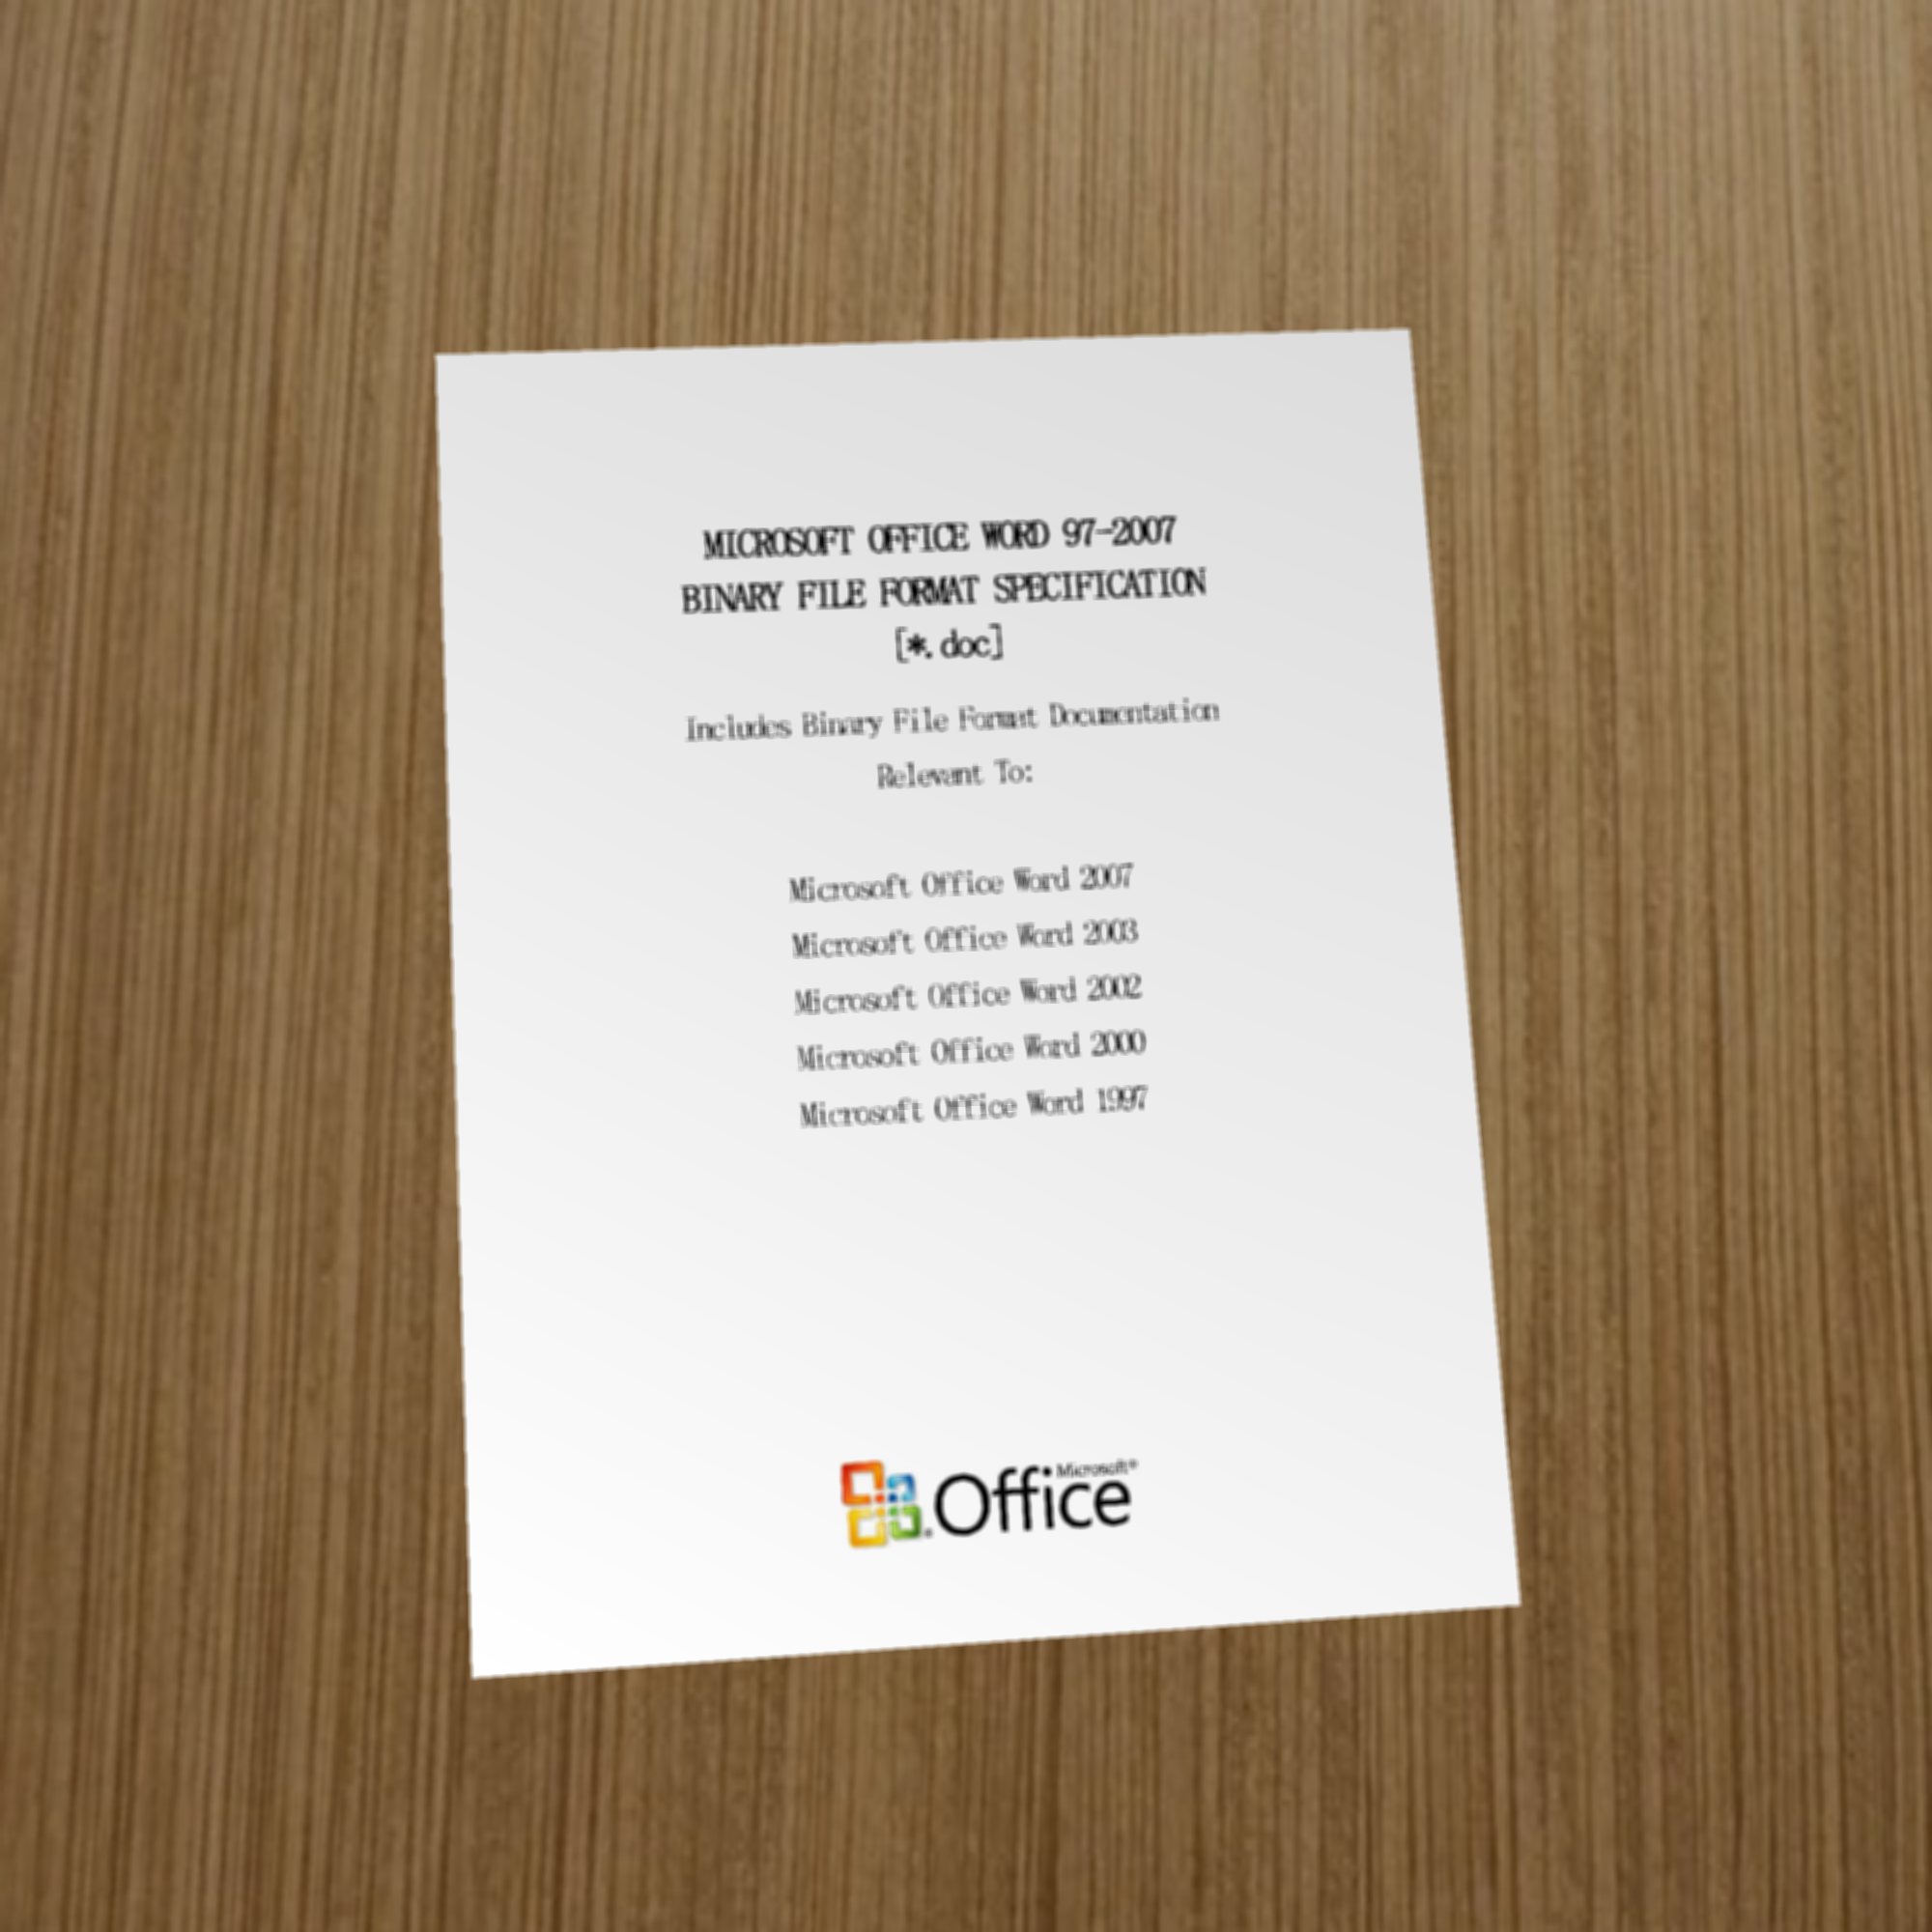 MICROSOFT OFFICE WORD 97-2007
BINARY FILE FORMAT SPECIFICATION
[*.doc]
Includes Binary File Format Documentation
Relevant To:
Microsoft Office Word 2007
Microsoft Office Word 2003
Microsoft Office Word 2002
Microsoft Office Word 2000
Microsoft Office Word 1997
Microsoft®
Office